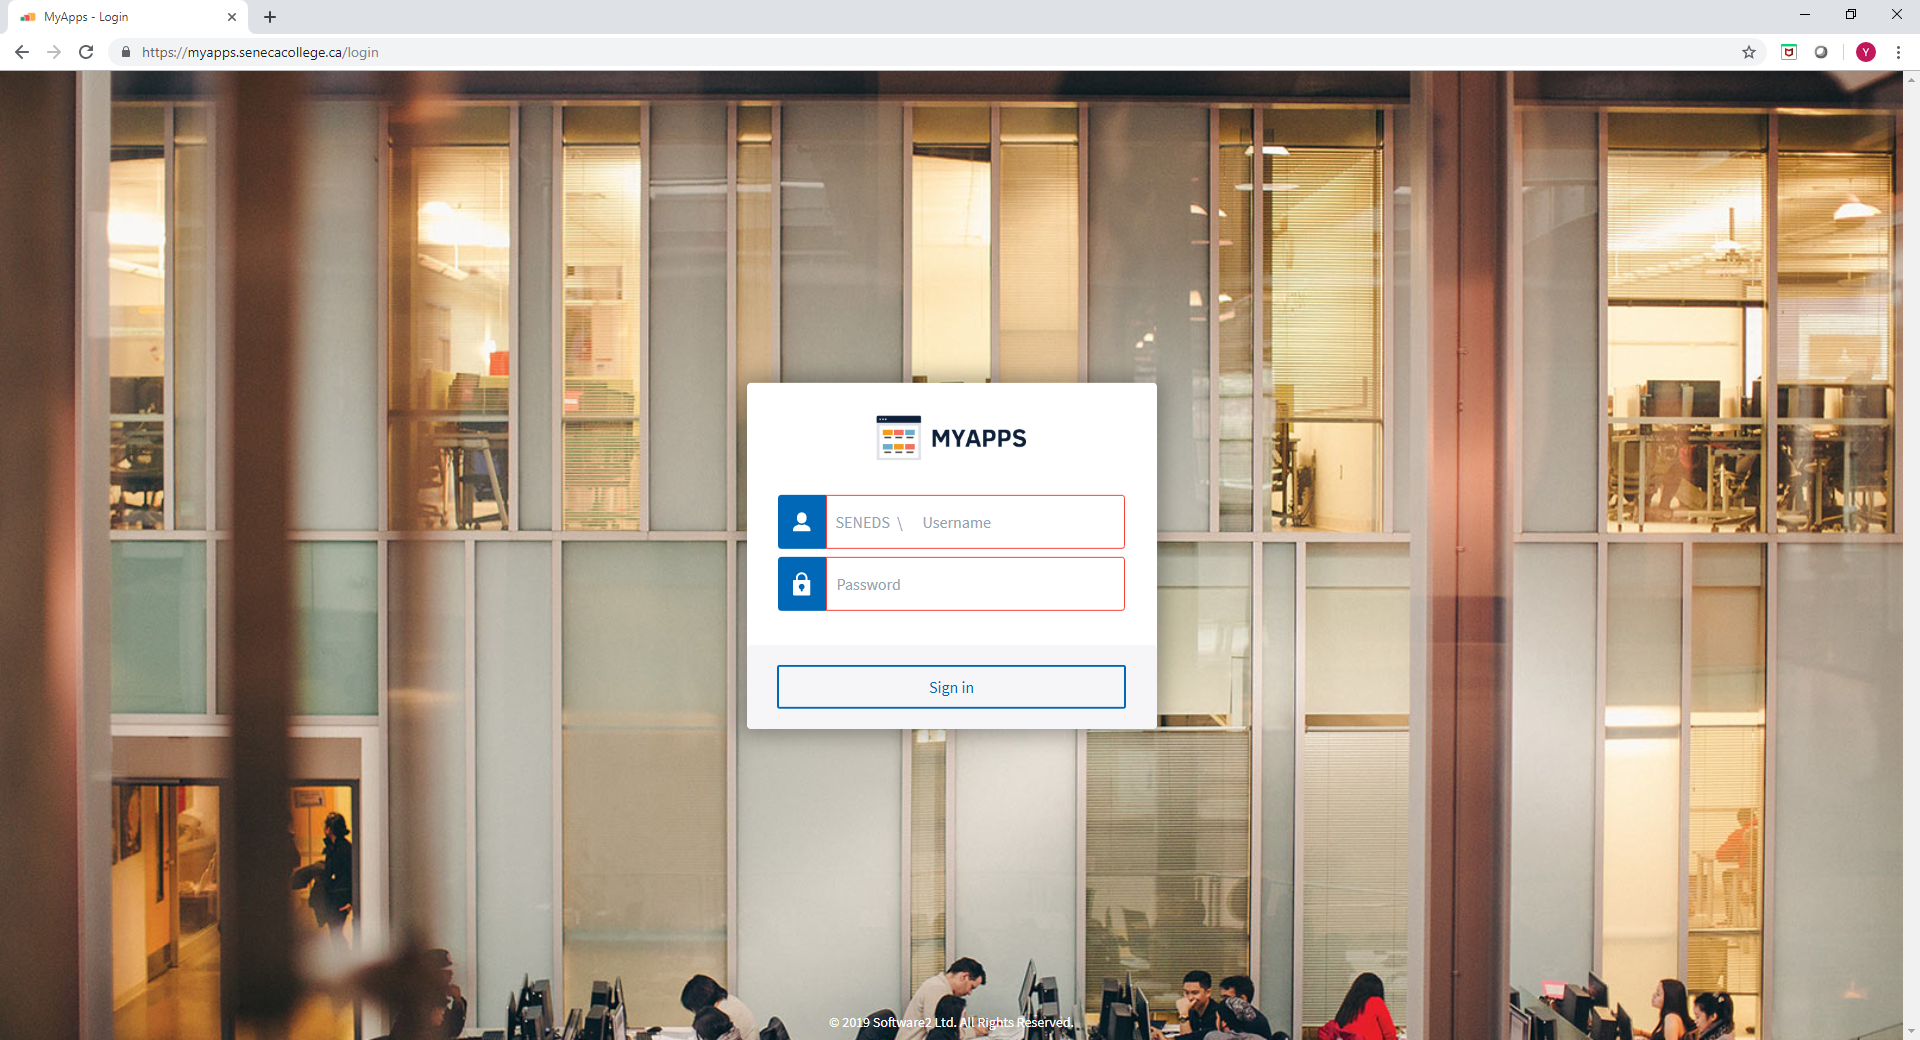 MyApps - Login
https://myapps.senecacollege.ca/login
Y
MYAPPS
SENEDS \ Username
Password
Sign in
© 2019 Software2 Ltd. All Rights Reserved.